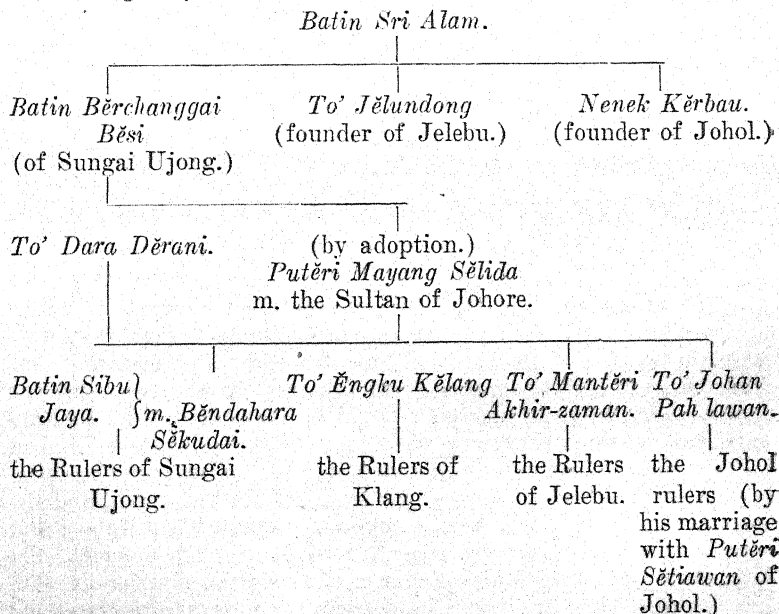 Batin Sri Alam.
Batin Bĕrchanggai To' Jĕlundong Nenek Kĕrbau.
Bĕsi (founder of Jelebu.) (founder of Johol.)
(of Sungai Ujong.)
To' Dara Dĕrani. (by adoption.)
Putĕri Mayang Sĕlida
m. the Sultan of Johore.
Batin Sibu To' Ĕngku Kĕlang To' Mantĕri To' Johan
Jaya. m. Bĕndahara Akhir-zaman. Pah lawan.
Sĕkudai.
the Rulers of Sungai the Rulers of the Rulers the Johol
Ujong. Klang. of Jelebu. rulers (by
his marriage
with Putĕri
Sĕtiawan of
Johol.)